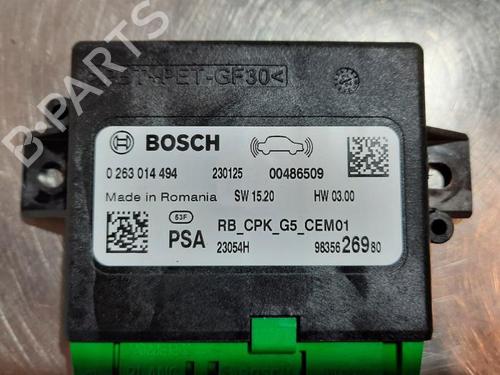 B-PARTS
-PET-GF30<
BOSCH
0 263 014 494 230125 00486509
Made in Romania SW 15.20 HW 03.00
53F
PSA RB_CPK_G5_CEM01
23054H 9835626980